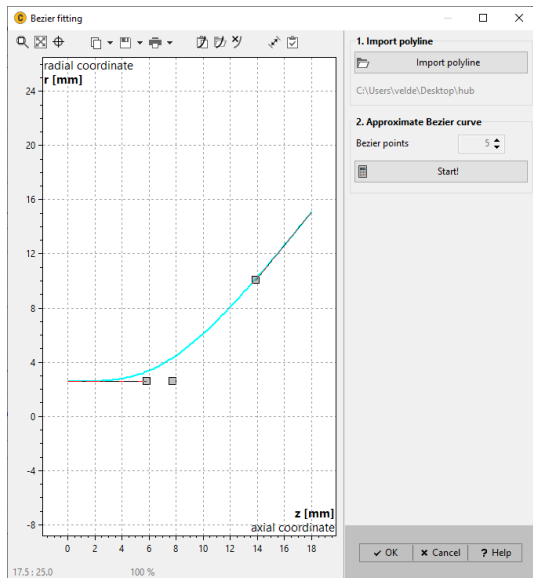 Bezier fitting
radial coordinate
r [mm]
24
20
16
12
8
4
0
-4
-8
z [mm]
axial coordinate
0 2 4 6 8 10 12 14 16 18
17.5 : 25.0 100 %
1. Import polyline
Import polyline
C:\Users\velde\Desktop\hub
2. Approximate Bezier curve
Bezier points 5
Start!
OK Cancel ? Help